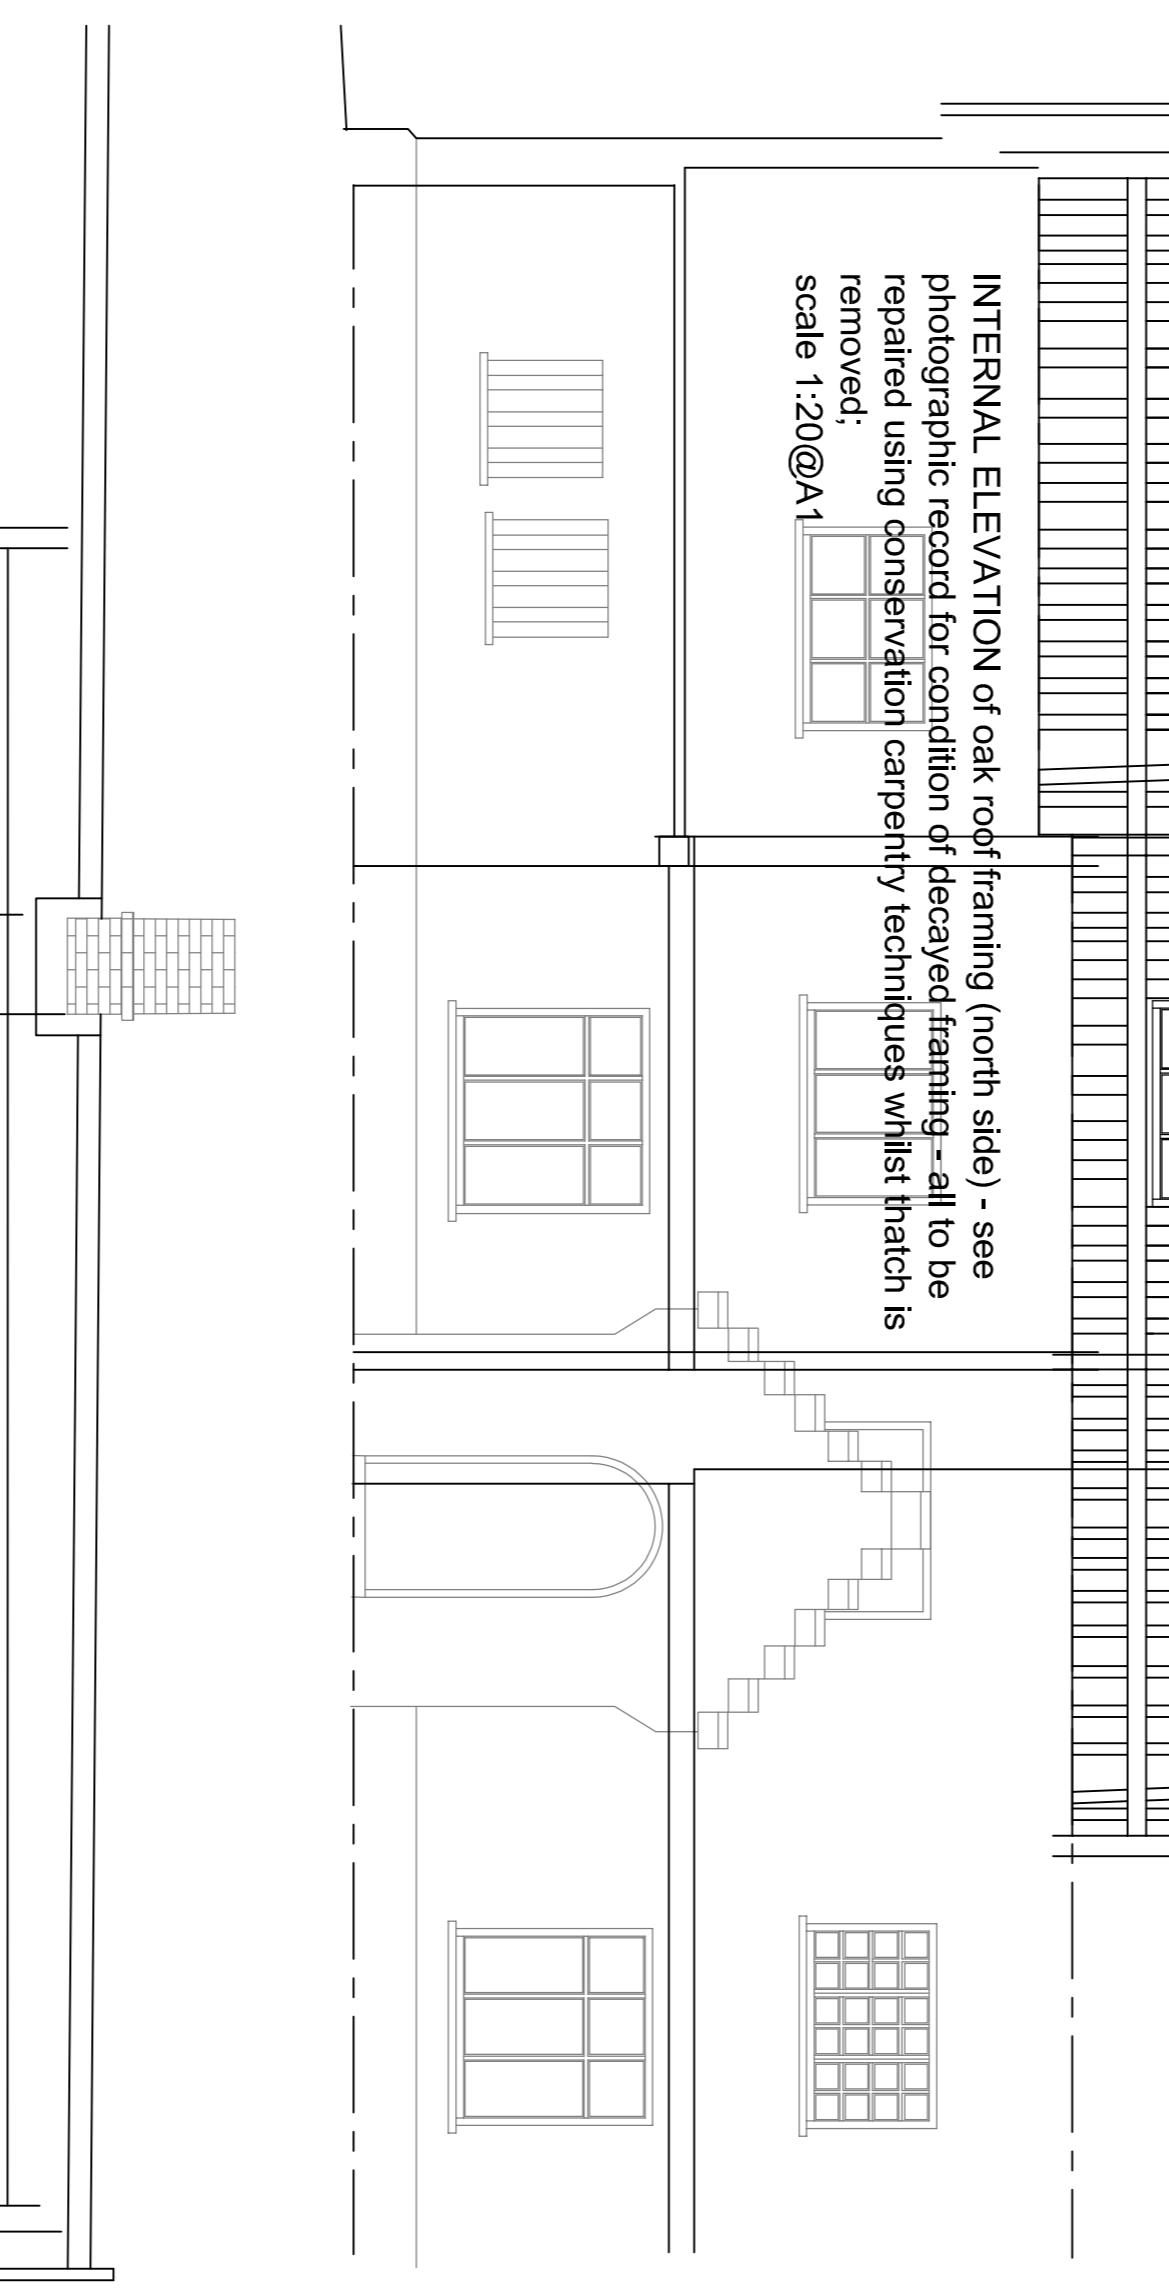 INTERNAL ELEVATION of oak roof framing (north side) - see
photographic record for condition of decayed framing - all to be
repaired using conservation carpentry techniques whilst thatch is
removed;
scale 1:20@A1